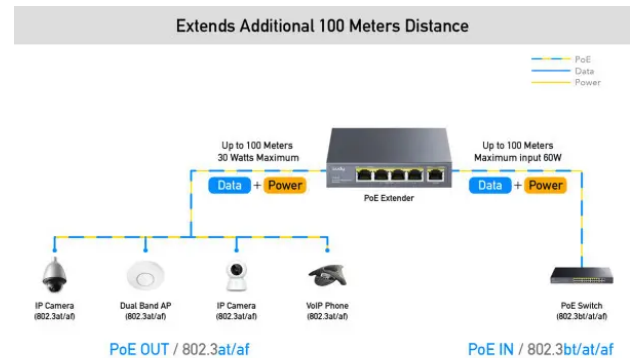 Extends Additional 100 Meters Distance
PoE
Data
Power
Up to 100 Meters
30 Watts Maximum
Data + Power
PoE Extender
Up to 100 Meters
Maximum input 60W
Data + Power
IP Camera
(802.3at/af)
Dual Band AP
(802.3at/af)
IP Camera
(802.3at/af)
VoIP Phone
(802.3at/af)
PoE Switch
(802.3bt/at/af)
PoE OUT / 802.3at/af
PoE IN / 802.3bt/at/af